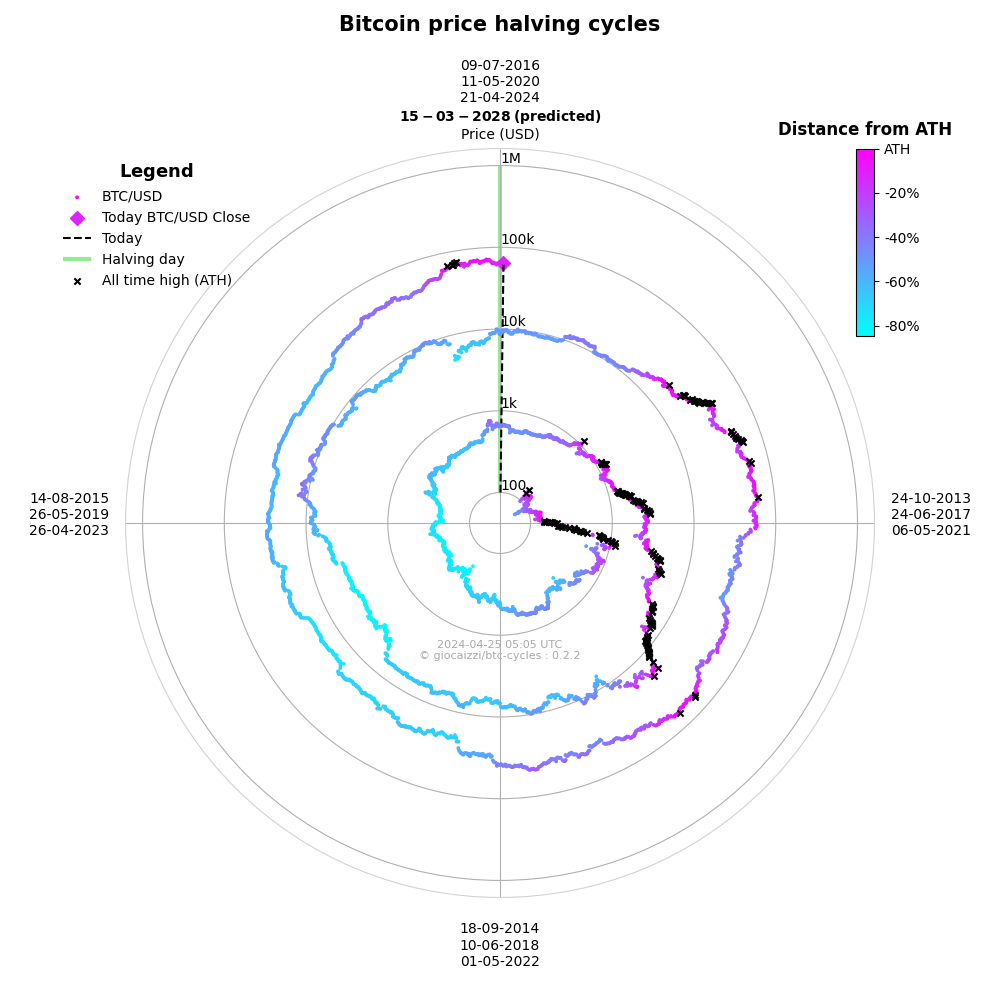 Bitcoin price halving cycles
09-07-2016
11-05-2020
21-04-2024
15 − 03 − 2028 (predicted)
Price (USD)
Distance from ATH
ATH
-20%
-40%
-60%
-80%
Legend
BTC/USD
Today BTC/USD Close
Today
Halving day
All time high (ATH)
1M
100k
10k
1k
100
14-08-2015
26-05-2019
26-04-2023
24-10-2013
24-06-2017
06-05-2021
2024-04-25 05:05 UTC
© giocaizzi/btc-cycles : 0.2.2
18-09-2014
10-06-2018
01-05-2022